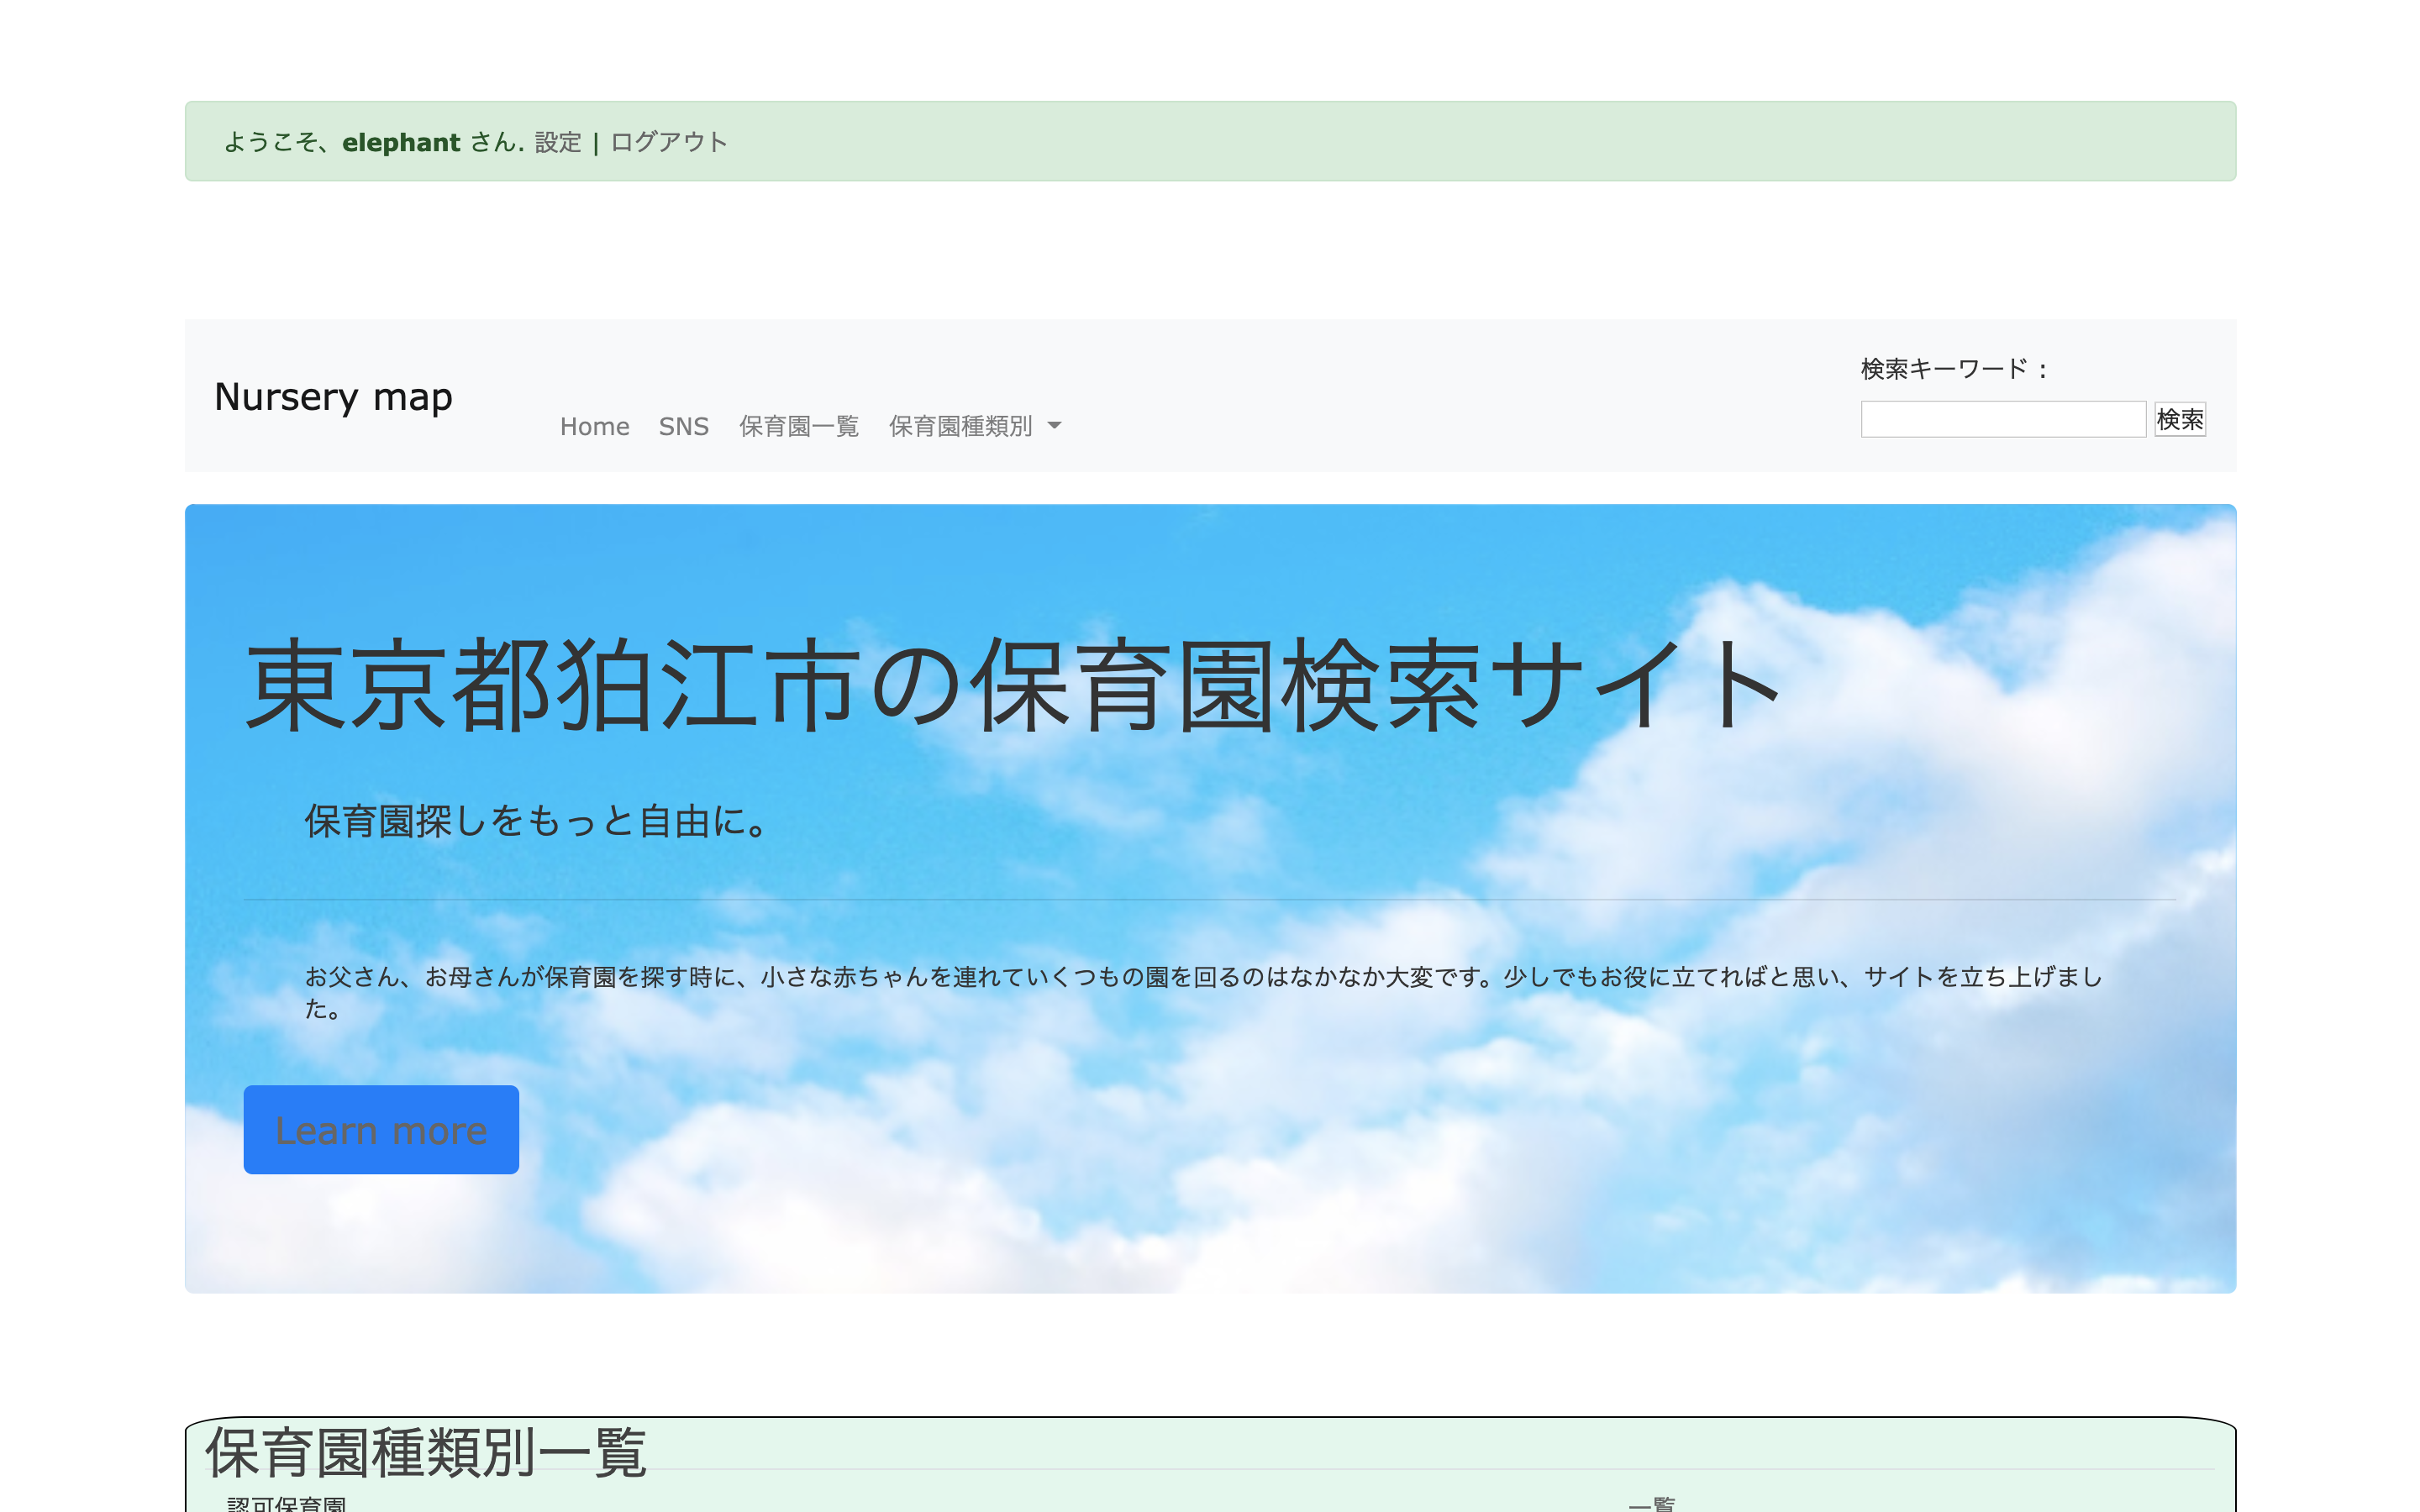 ようこそ、elephant さん. 設定 | ログアウト
Nursery map
Home SNS 保育園一覧 保育園種類別
検索キーワード :
検索
東京都狛江市の保育園検索サイト
保育園探しをもっと自由に。
お父さん、お母さんが保育園を探す時に、小さな赤ちゃんを連れていくつもの園を回るのはなかなか大変です。少しでもお役に立てればと思い、サイトを立ち上げまし
た。
Learn more
保育園種類別一覧
認可保育園 一覧